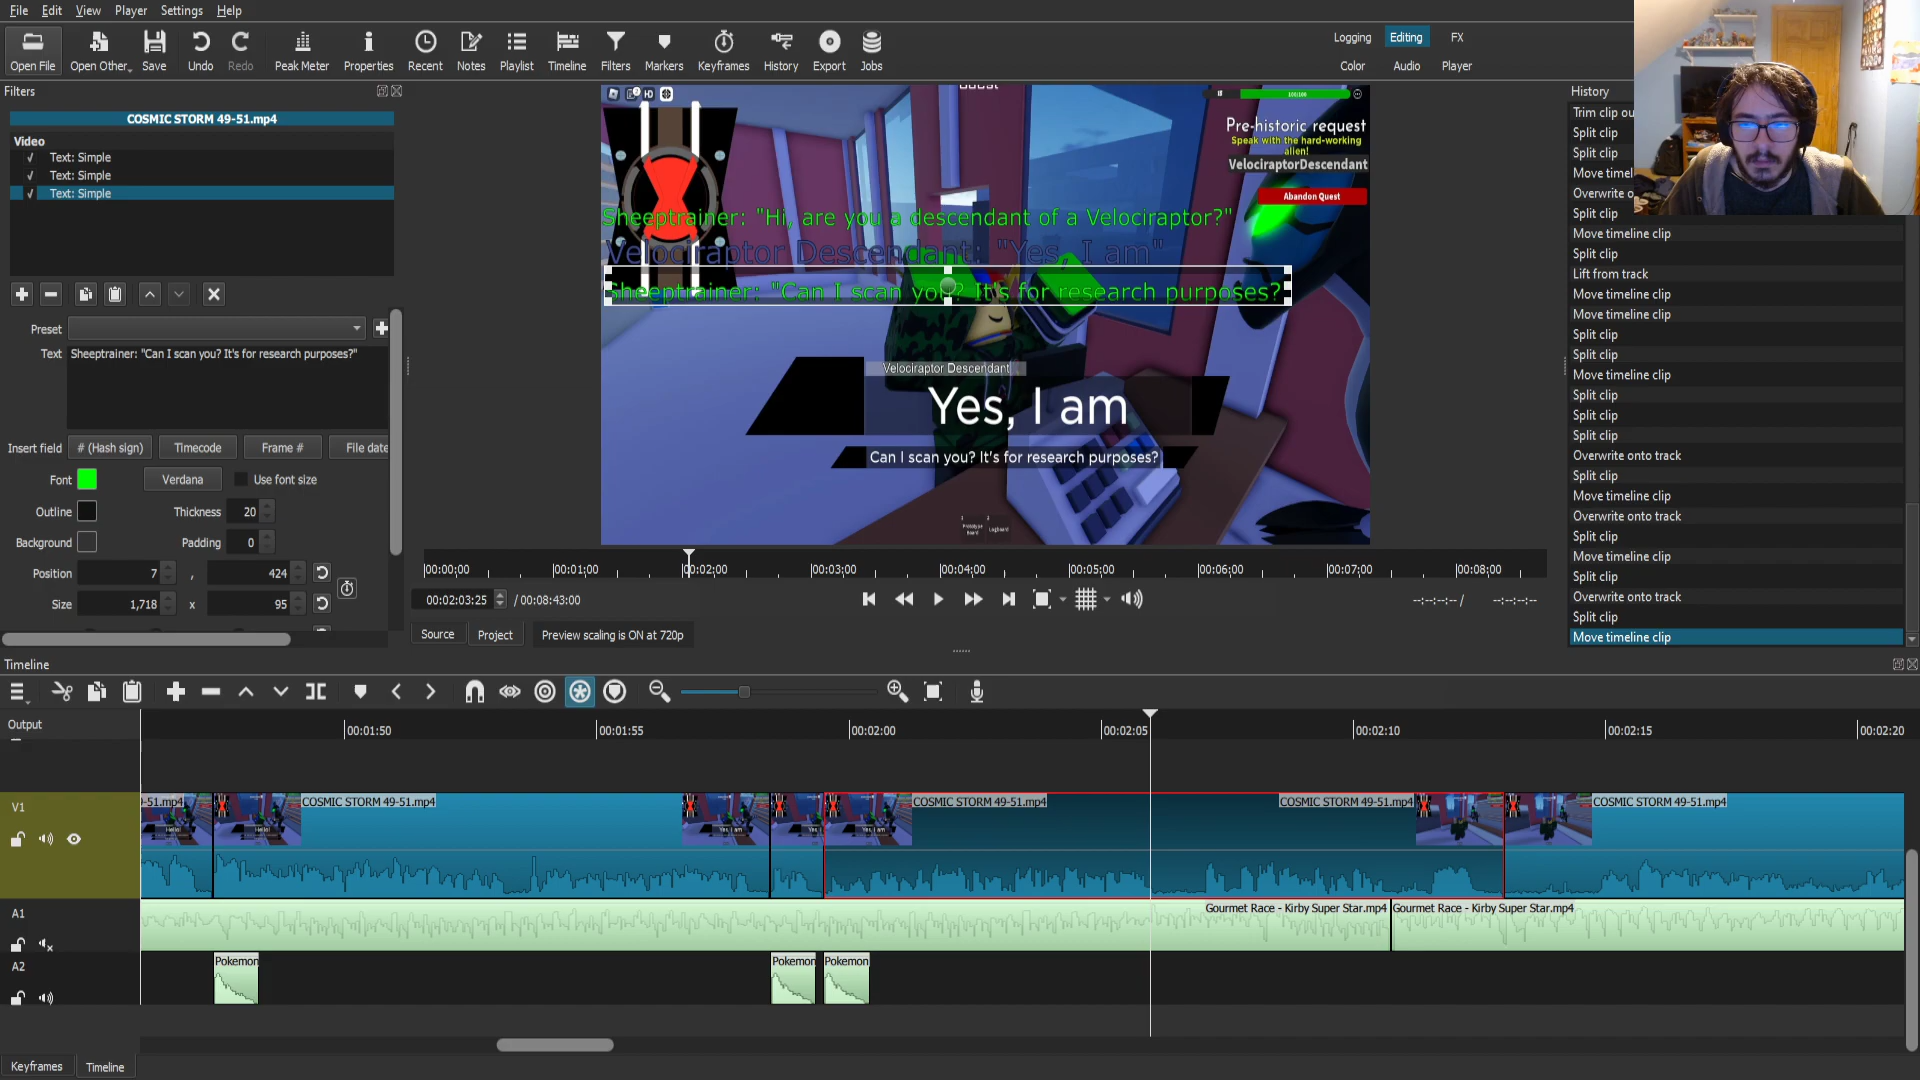 File Edit View Player Settings Help
Open File Open Other... Save Undo Redo Peak Meter Properties Recent Notes Playlist Timeline Filters Markers Keyframes History Export Jobs
Logging Editing FX
Color Audio Player
Filters
COSMIC STORM 49-51.mp4
Video
✓ Text: Simple
✓ Text: Simple
✓ Text: Simple
Preset
Text Sheeptrainer: "Can I scan you? It's for research purposes?"
Insert field # (Hash sign) Timecode Frame # File date
Font Verdana Use font size
Outline Thickness 20
Background Padding 0
Position 7 , 424
Size 1,718 x 95
HD
100/100
Pre-historic request
Speak with the hard-working
alien!
VelociraptorDescendant
Abandon Quest
Sheeptrainer: "Hi, are you a descendant of a Velociraptor?"
Velociraptor Descendant: "Yes, I am"
Sheeptrainer: "Can I scan you? It's for research purposes?
Velociraptor Descendant
Yes, I am
Can I scan you? It's for research purposes?
Prototype
Board
Logboard
00:00:00 00:01:00 00:02:00 00:03:00 00:04:00 00:05:00 00:06:00 00:07:00 00:08:00
00:02:03:25 / 00:08:43:00
--:--:--:-- / --:--:--:--
Source Project Preview scaling is ON at 720p
History
Trim clip ou
Split clip
Split clip
Move timel
Overwrite o
Split clip
Move timeline clip
Split clip
Lift from track
Move timeline clip
Move timeline clip
Split clip
Split clip
Move timeline clip
Split clip
Split clip
Split clip
Overwrite onto track
Split clip
Move timeline clip
Overwrite onto track
Split clip
Move timeline clip
Split clip
Overwrite onto track
Split clip
Move timeline clip
Timeline
Output
00:01:50 00:01:55 00:02:00 00:02:05 00:02:10 00:02:15 00:02:20
V1
9-51.mp4 COSMIC STORM 49-51.mp4 COSMIC STORM 49-51.mp4 COSMIC STORM 49-51.mp4 COSMIC STORM 49-51.mp4
Hello! Hello! Yes, I am Yes, I Yes, I am
A1
Gourmet Race - Kirby Super Star.mp4 Gourmet Race - Kirby Super Star.mp4
A2
Pokemon Pokemon Pokemon
Keyframes Timeline